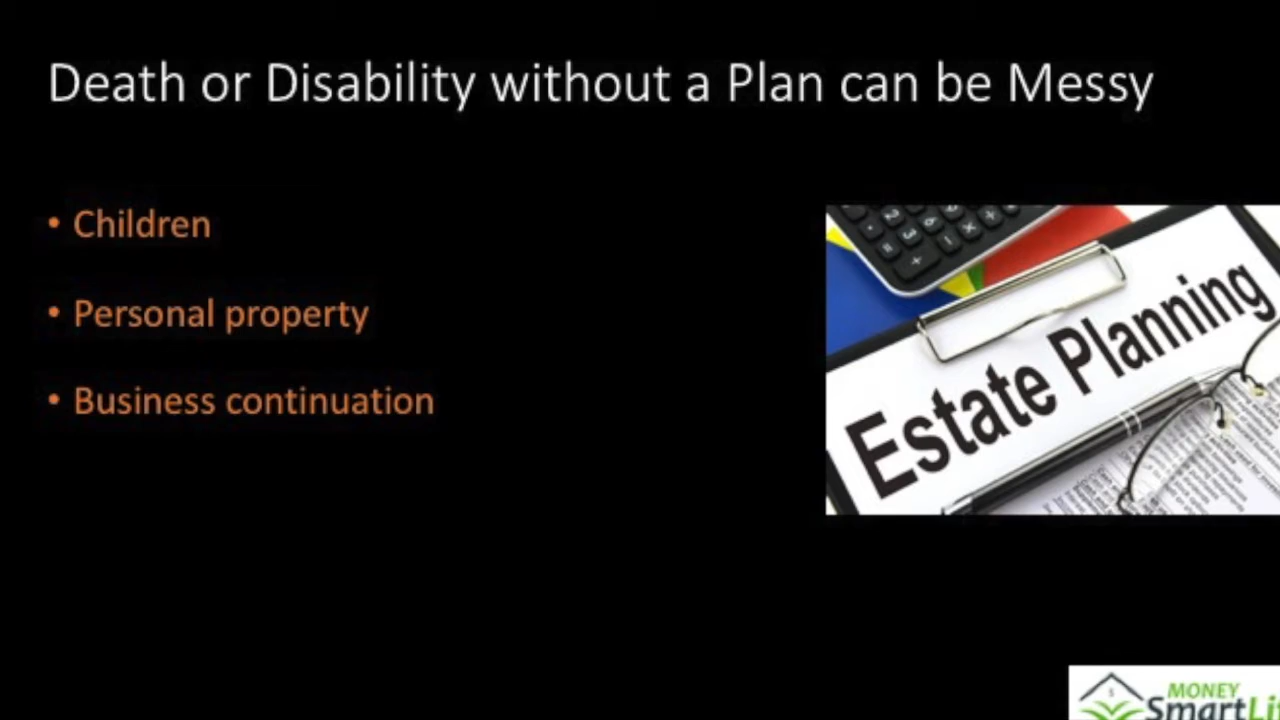 Death or Disability without a Plan can be Messy
• Children
• Personal property
• Business continuation
Estate Planning
MONEY